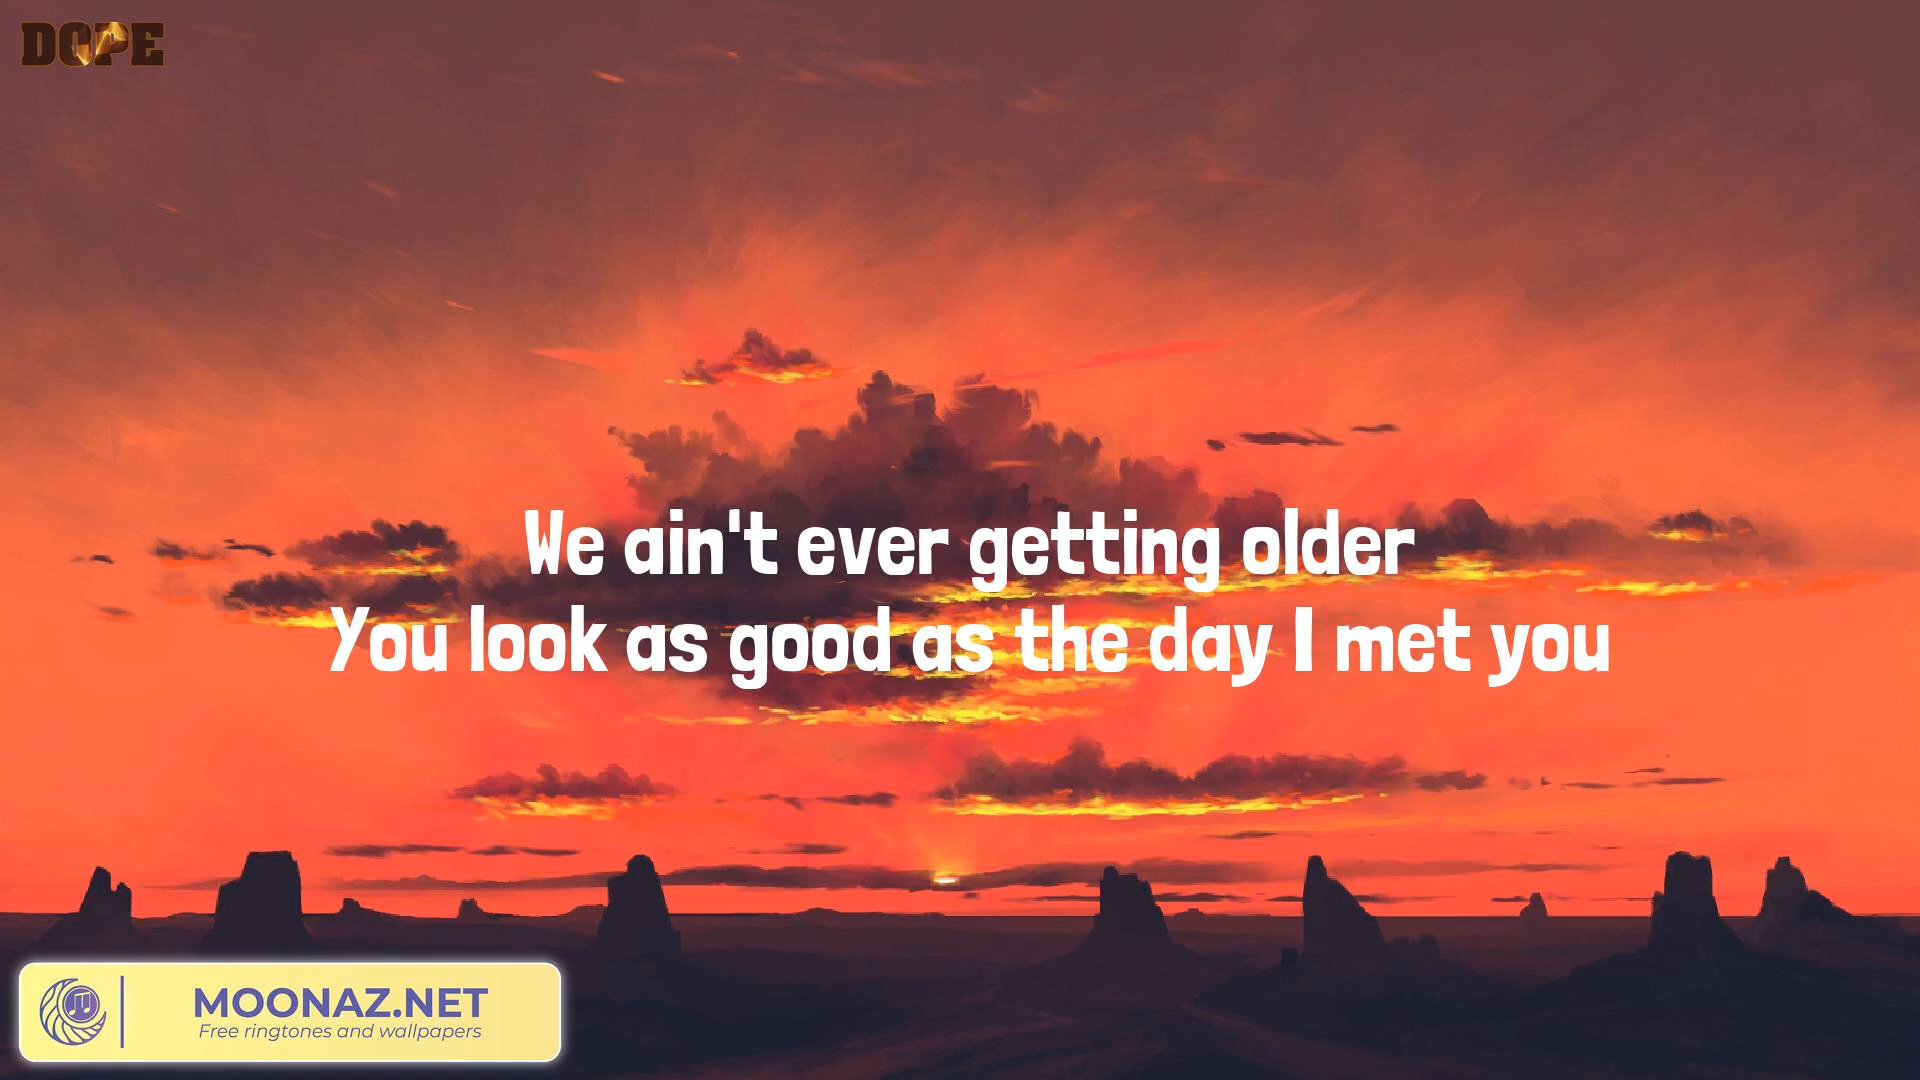 DOPE
We ain't ever getting older
You look as good as the day I met you
MOONAZ.NET
Free ringtones and wallpapers